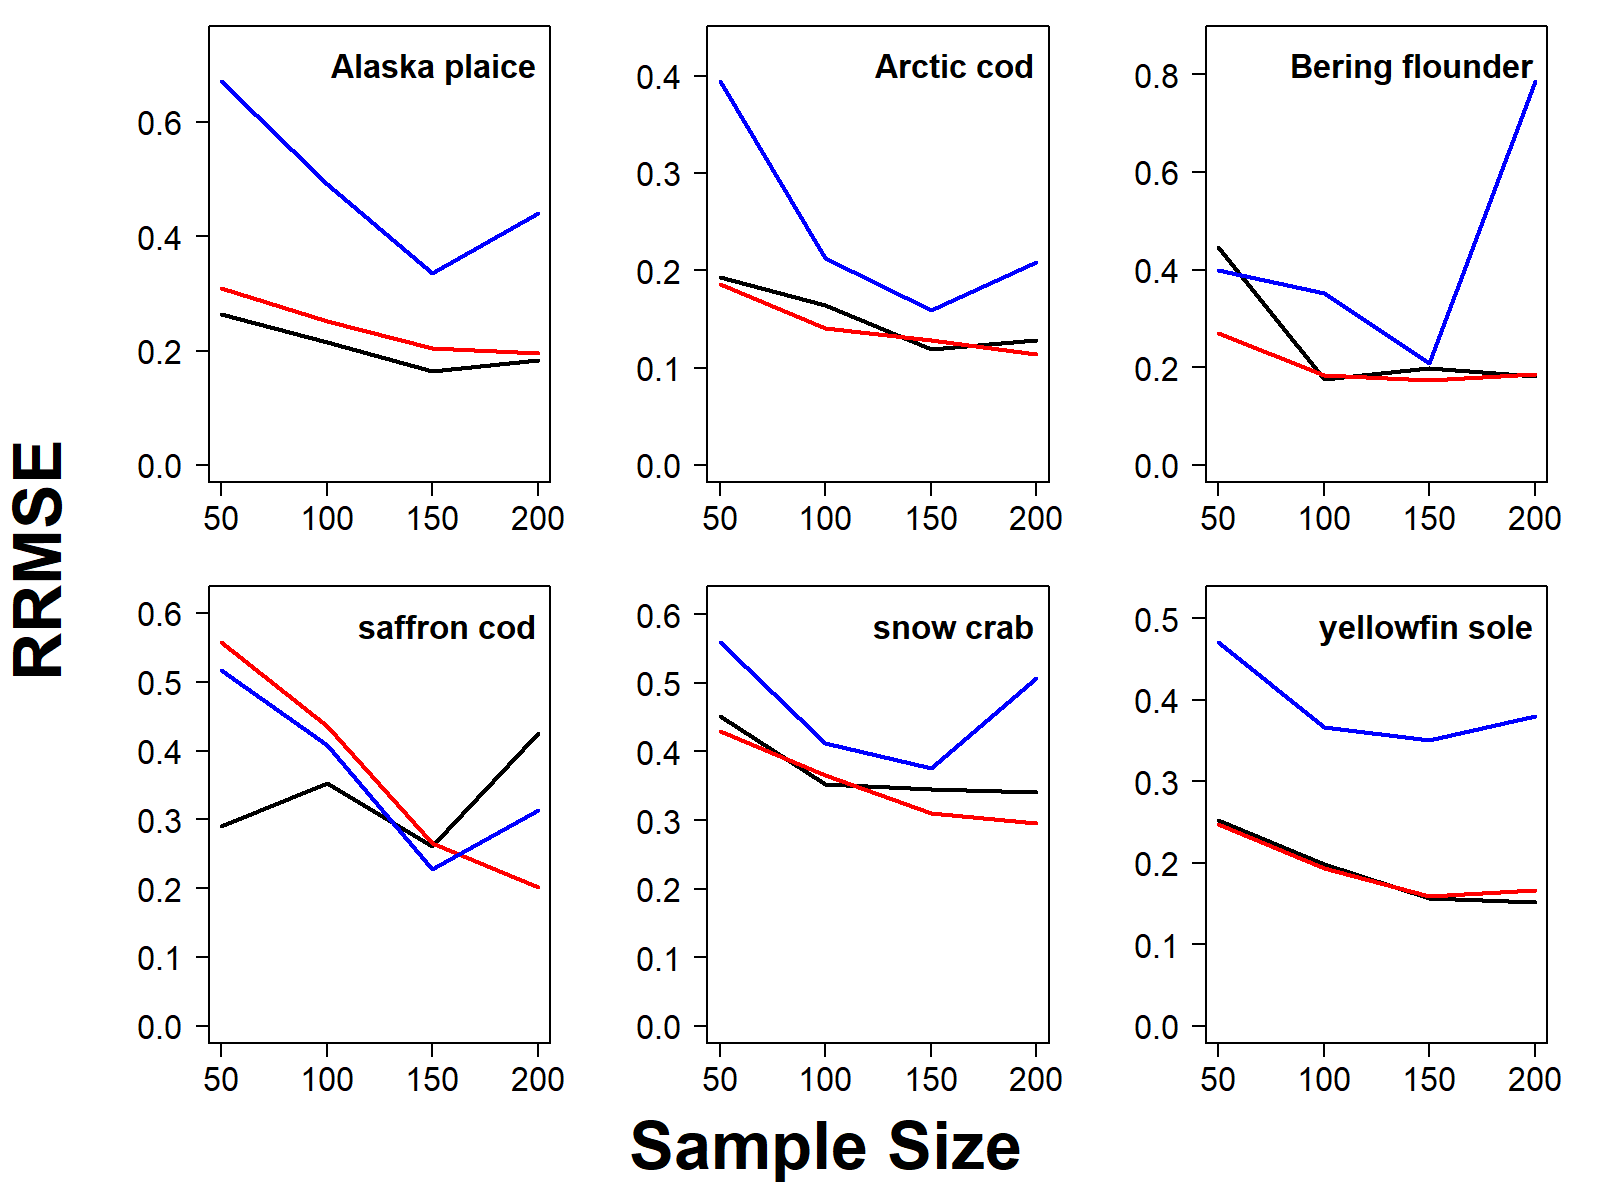 Alaska plaice
0.6
0.4
0.2
0.0
50 100 150 200
Arctic cod
0.4
0.3
0.2
0.1
0.0
50 100 150 200
Bering flounder
0.8
0.6
0.4
0.2
0.0
50 100 150 200
RRMSE
saffron cod
0.6
0.5
0.4
0.3
0.2
0.1
0.0
50 100 150 200
snow crab
0.6
0.5
0.4
0.3
0.2
0.1
0.0
50 100 150 200
yellowfin sole
0.5
0.4
0.3
0.2
0.1
0.0
50 100 150 200
Sample Size